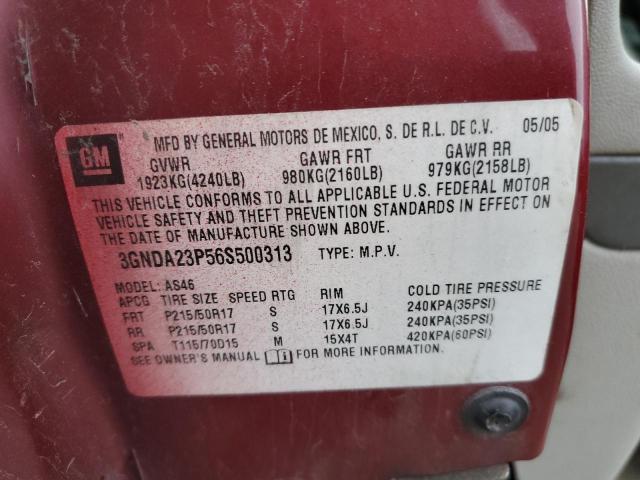 GM
MFD BY GENERAL MOTORS DE MEXICO, S. DE R.L. DE C.V. 05/05
GVWR GAWR FRT GAWR RR
1923KG(4240LB) 980KG(2160LB) 979KG(2158LB)
THIS VEHICLE CONFORMS TO ALL APPLICABLE U.S. FEDERAL MOTOR
VEHICLE SAFETY AND THEFT PREVENTION STANDARDS IN EFFECT ON
THE DATE OF MANUFACTURE SHOWN ABOVE.
3GNDA23P56S500313 TYPE: M.P.V.
MODEL: AS46
APCG TIRE SIZE SPEED RTG RIM COLD TIRE PRESSURE
FRT P215/50R17 S 17X6.5J 240KPA(35PSI)
RR P215/50R17 S 17X6.5J 240KPA(35PSI)
SPA T115/70D15 M 15X4T 420KPA(60PSI)
SEE OWNER'S MANUAL FOR MORE INFORMATION.